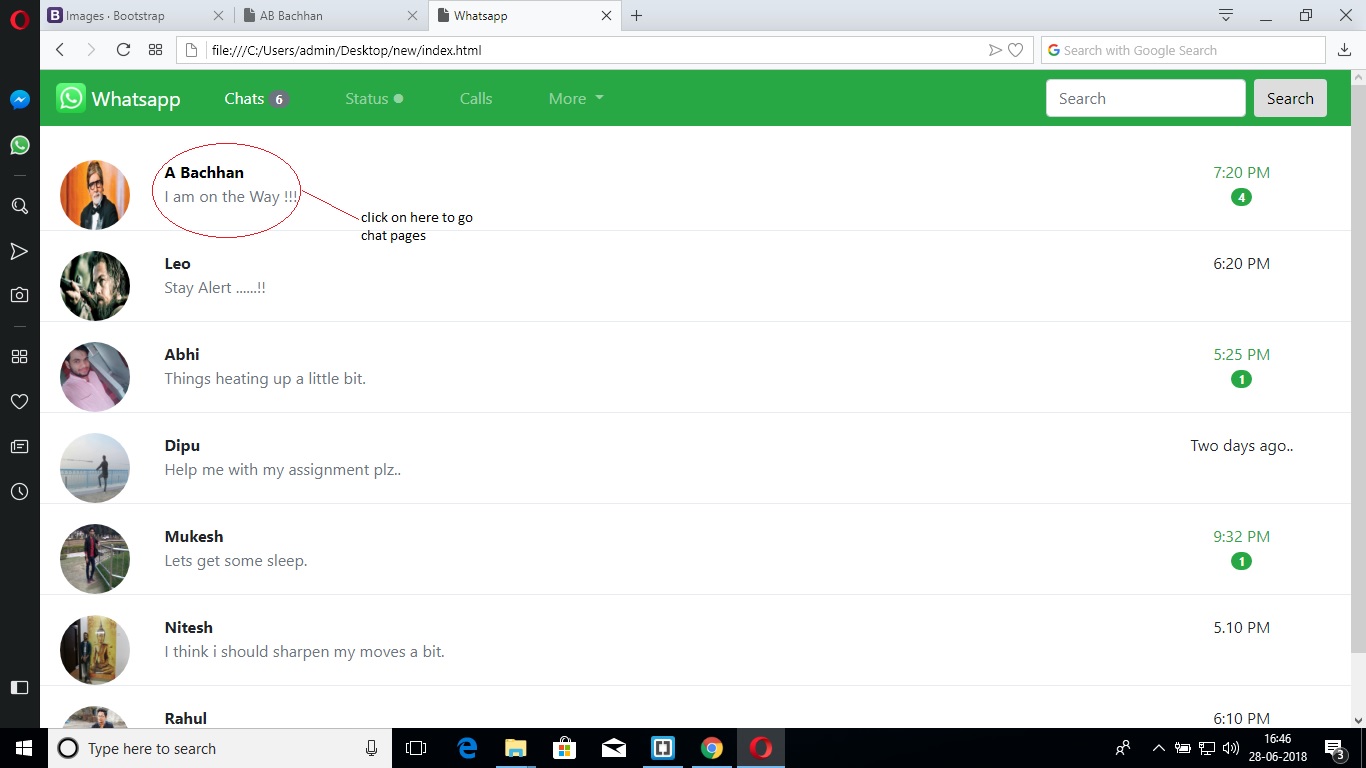 Images · Bootstrap
AB Bachhan
Whatsapp
file:///C:/Users/admin/Desktop/new/index.html
Search with Google Search
Whatsapp
Chats 6
Status
Calls
More
Search
Search
A Bachhan
7:20 PM
I am on the Way !!!
4
click on here to go
chat pages
Leo
6:20 PM
Stay Alert ......!!
Abhi
5:25 PM
Things heating up a little bit.
1
Dipu
Two days ago..
Help me with my assignment plz..
Mukesh
9:32 PM
Lets get some sleep.
1
Nitesh
5.10 PM
I think i should sharpen my moves a bit.
Rahul
6:10 PM
Type here to search
16:46
28-06-2018
3